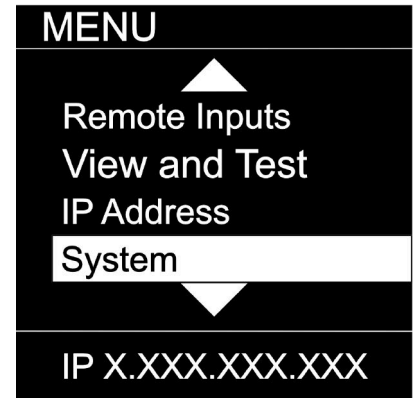 MENU
Remote Inputs
View and Test
IP Address
System
IP X.XXX.XXX.XXX